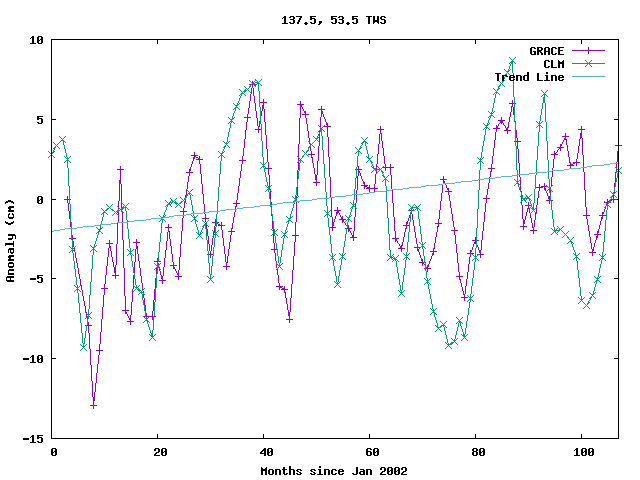 137.5, 53.5 TWS
GRACE
CLM
Trend Line
10
5
0
-5
-10
-15
Anomaly (cm)
0 20 40 60 80 100
Months since Jan 2002